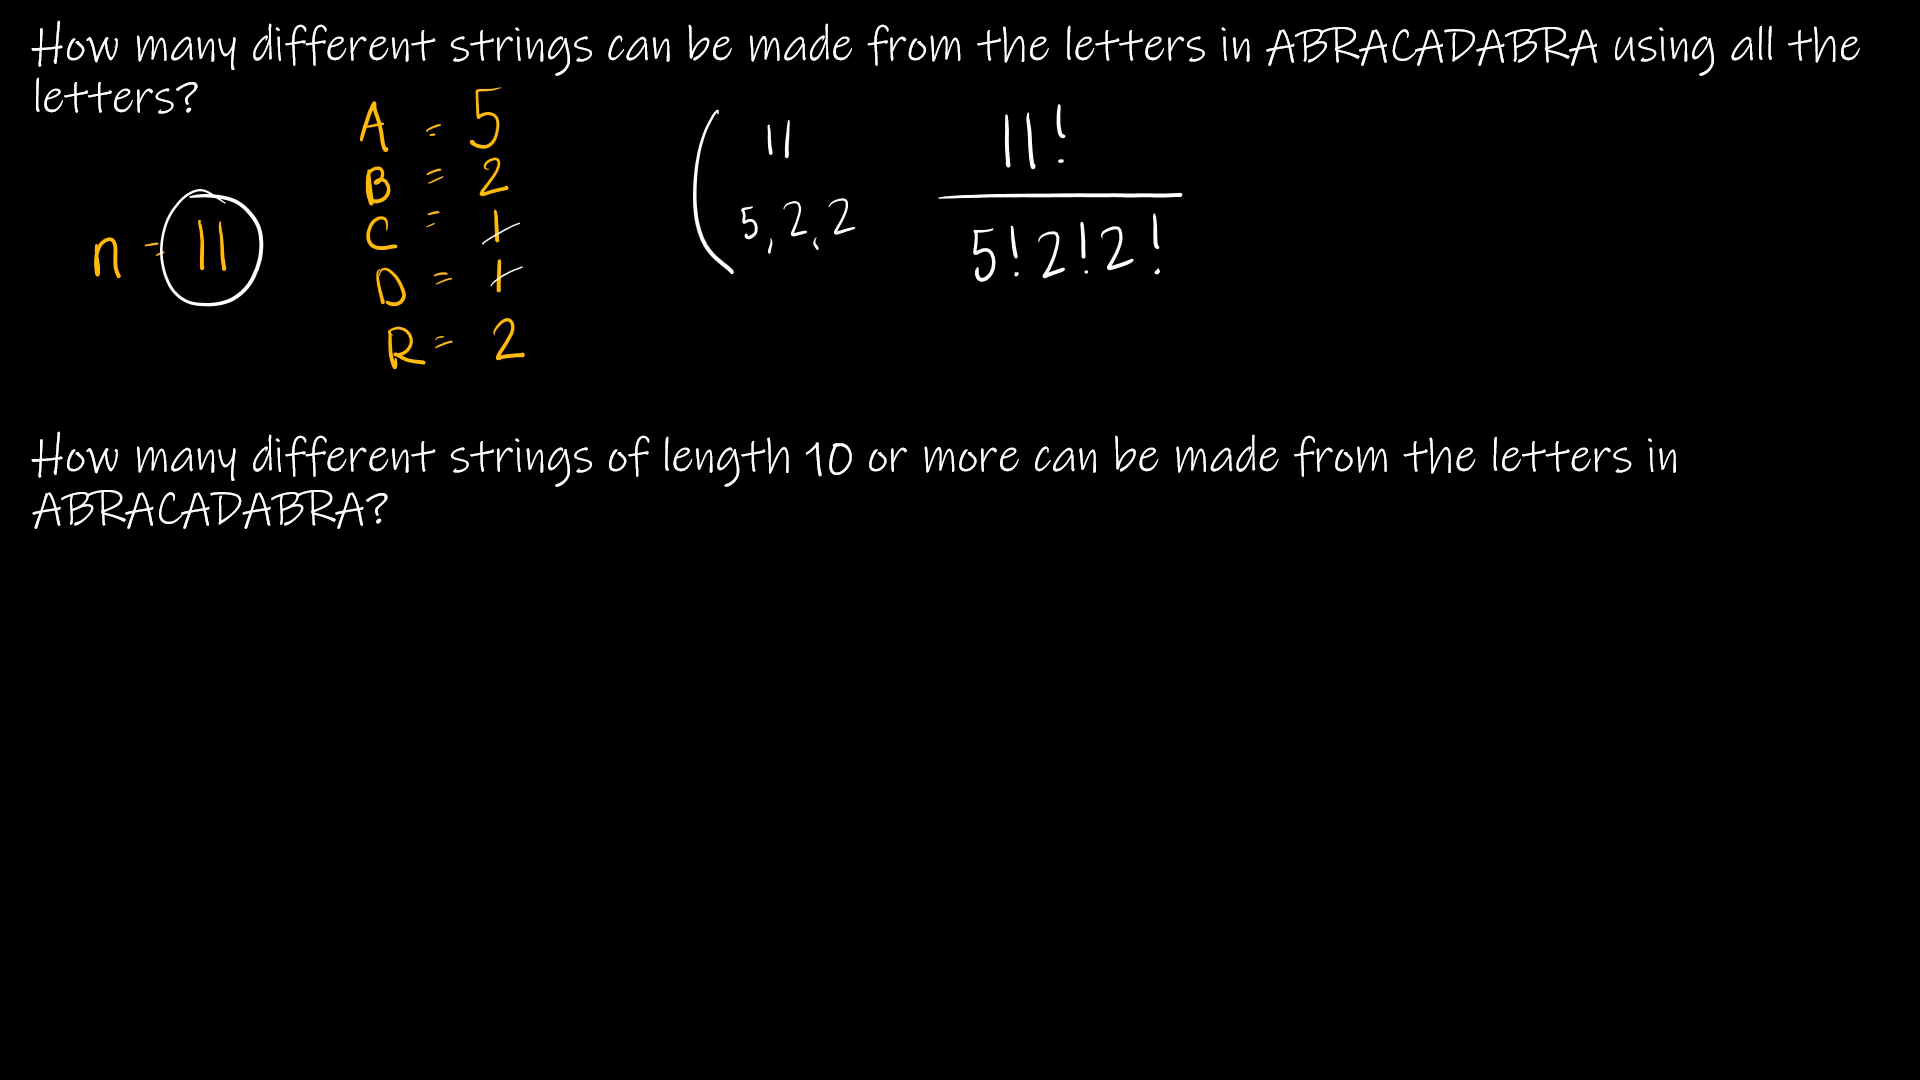 How many different strings can be made from the letters in ABRACADABRA using all the
letters?
A = 5
B = 2
C = 1
D = 1
R = 2
n = 11
( 11
5, 2, 2
11!
5! 2! 2!
How many different strings of length 10 or more can be made from the letters in
ABRACADABRA?